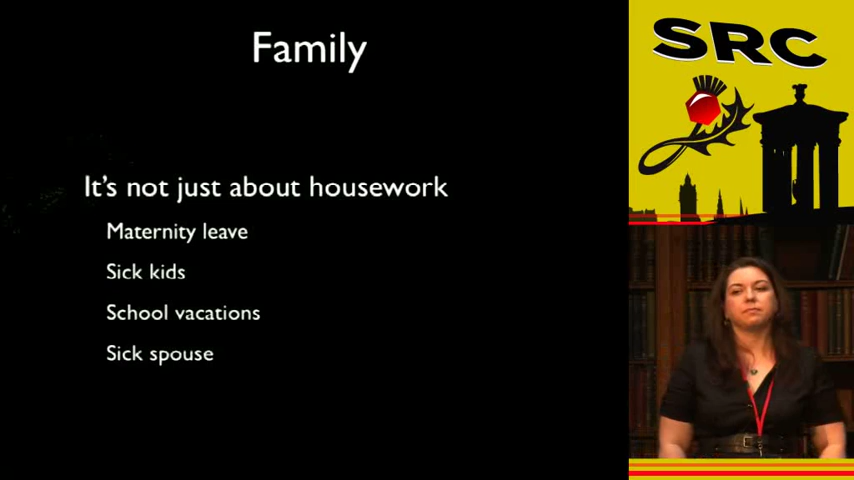 Family
It's not just about housework
Maternity leave
Sick kids
School vacations
Sick spouse
SRC